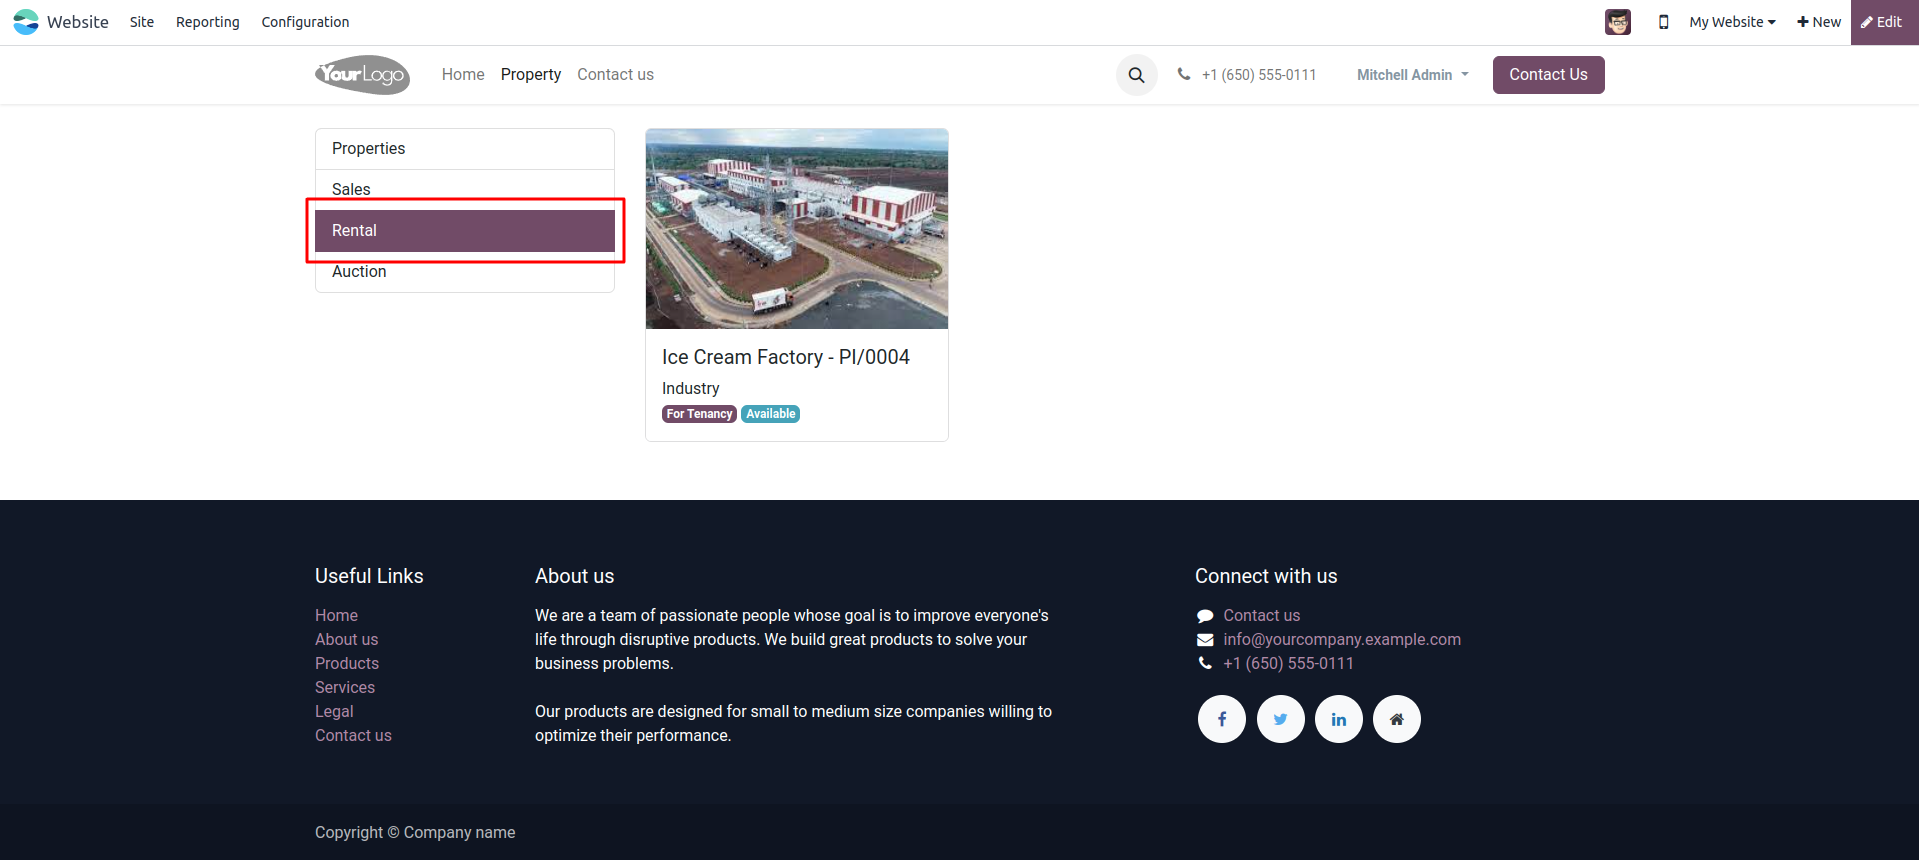 Website Site Reporting Configuration My Website New Edit
YourLogo Home Property Contact us +1 (650) 555-0111 Mitchell Admin Contact Us
Properties
Sales
Rental
Auction
Ice Cream Factory - PI/0004
Industry
For Tenancy Available
Useful Links
Home
About us
Products
Services
Legal
Contact us
About us
We are a team of passionate people whose goal is to improve everyone's
life through disruptive products. We build great products to solve your
business problems.
Our products are designed for small to medium size companies willing to
optimize their performance.
Connect with us
Contact us
info@yourcompany.example.com
+1 (650) 555-0111
Copyright © Company name